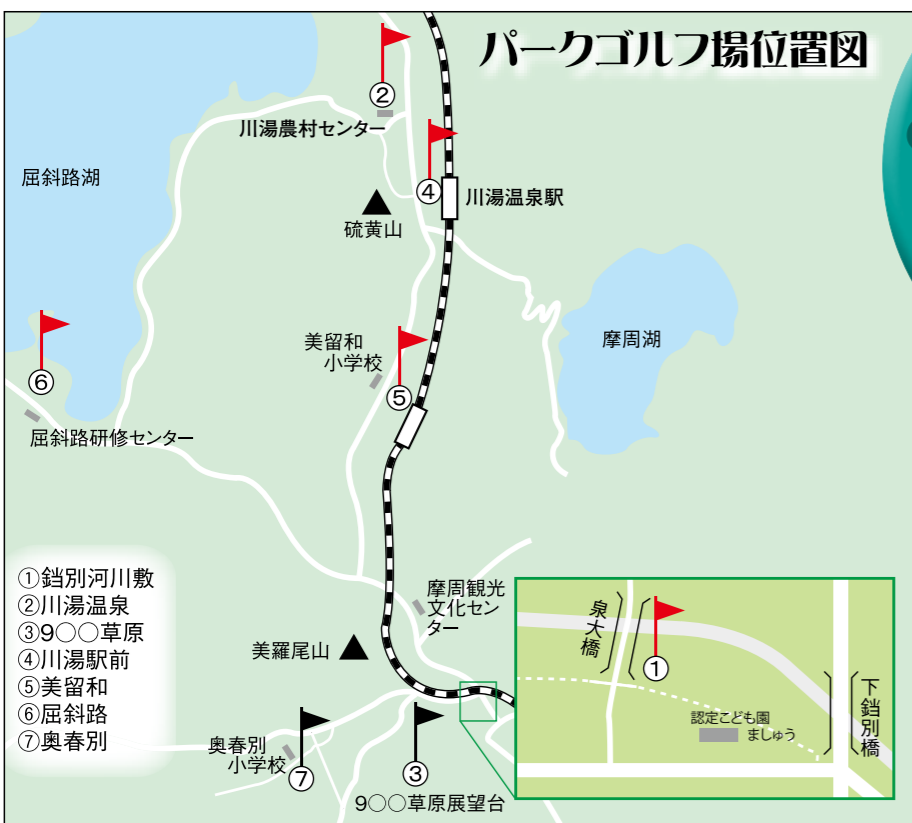 パークゴルフ場位置図
②
川湯農村センター
屈斜路湖
④
川湯温泉駅
硫黄山
美留和
小学校
摩周湖
⑥
⑤
屈斜路研修センター
①鐺別河川敷
②川湯温泉
③9○○草原
④川湯駅前
⑤美留和
⑥屈斜路
⑦奥春別
摩周観光
文化セン
ター
美羅尾山
泉大橋
①
下鐺別橋
認定こども園
ましゅう
奥春別
小学校
⑦
③
9○○草原展望台